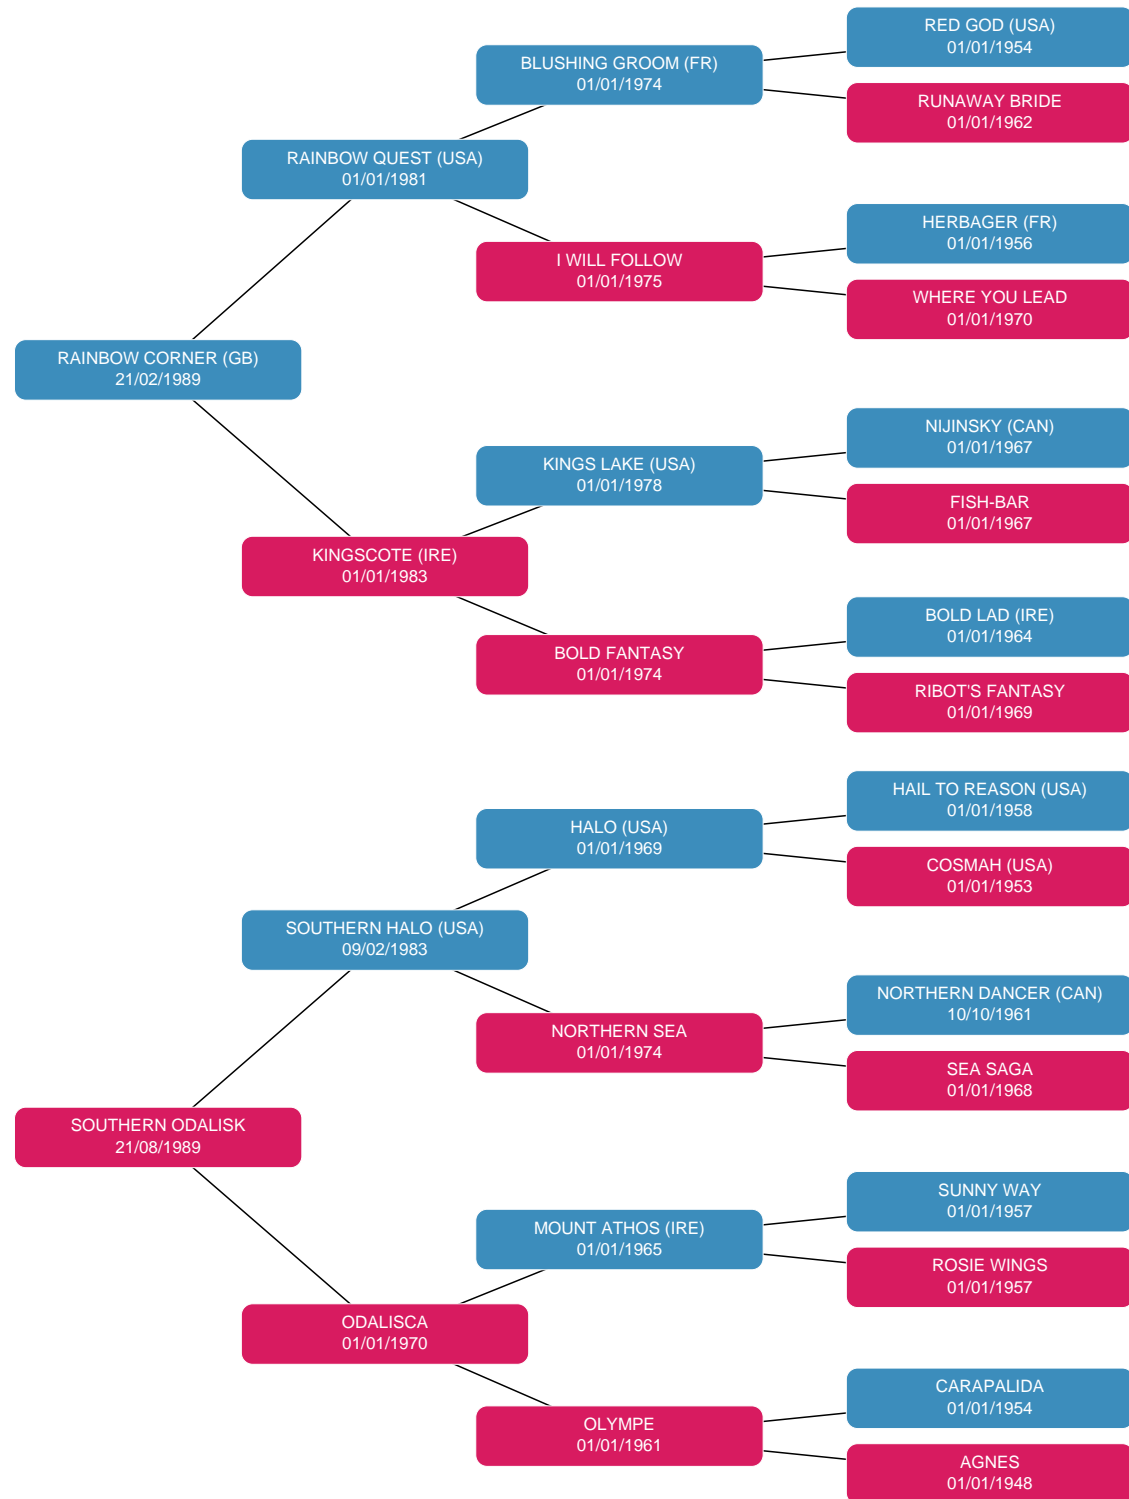 RED GOD (USA)
01/01/1954
BLUSHING GROOM (FR)
01/01/1974
RUNAWAY BRIDE
01/01/1962
RAINBOW QUEST (USA)
01/01/1981
HERBAGER (FR)
01/01/1956
I WILL FOLLOW
01/01/1975
WHERE YOU LEAD
01/01/1970
RAINBOW CORNER (GB)
21/02/1989
NIJINSKY (CAN)
01/01/1967
KINGS LAKE (USA)
01/01/1978
FISH-BAR
01/01/1967
KINGSCOTE (IRE)
01/01/1983
BOLD LAD (IRE)
01/01/1964
BOLD FANTASY
01/01/1974
RIBOT'S FANTASY
01/01/1969
HAIL TO REASON (USA)
01/01/1958
HALO (USA)
01/01/1969
COSMAH (USA)
01/01/1953
SOUTHERN HALO (USA)
09/02/1983
NORTHERN DANCER (CAN)
10/10/1961
NORTHERN SEA
01/01/1974
SEA SAGA
01/01/1968
SOUTHERN ODALISK
21/08/1989
SUNNY WAY
01/01/1957
MOUNT ATHOS (IRE)
01/01/1965
ROSIE WINGS
01/01/1957
ODALISCA
01/01/1970
CARAPALIDA
01/01/1954
OLYMPE
01/01/1961
AGNES
01/01/1948